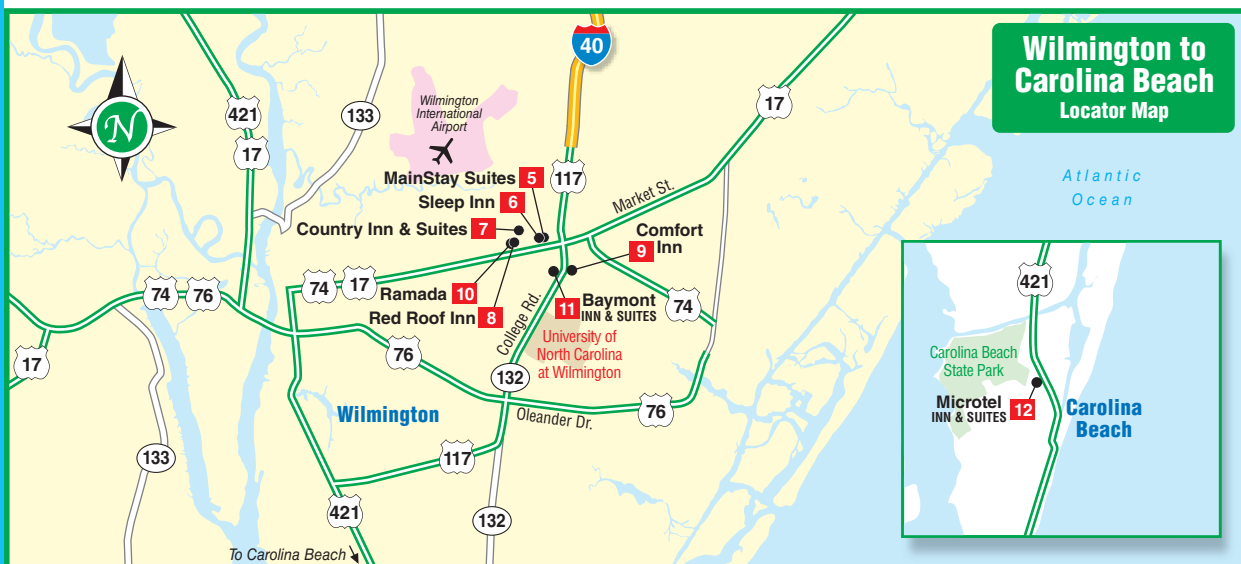 Wilmington to
Carolina Beach
Locator Map
40
N
421
133
17
17
Wilmington
International
Airport
Atlantic
Ocean
MainStay Suites 5
117
Sleep Inn 6
Market St.
Country Inn & Suites 7
Comfort
9 Inn
74 17
74 76
Ramada 10
11 Baymont
INN & SUITES
74
Red Roof Inn 8
College Rd.
University of
North Carolina
at Wilmington
17
76
132
Wilmington
Oleander Dr.
76
133
117
421
132
To Carolina Beach
421
Carolina Beach
State Park
Microtel
INN & SUITES
12
Carolina
Beach